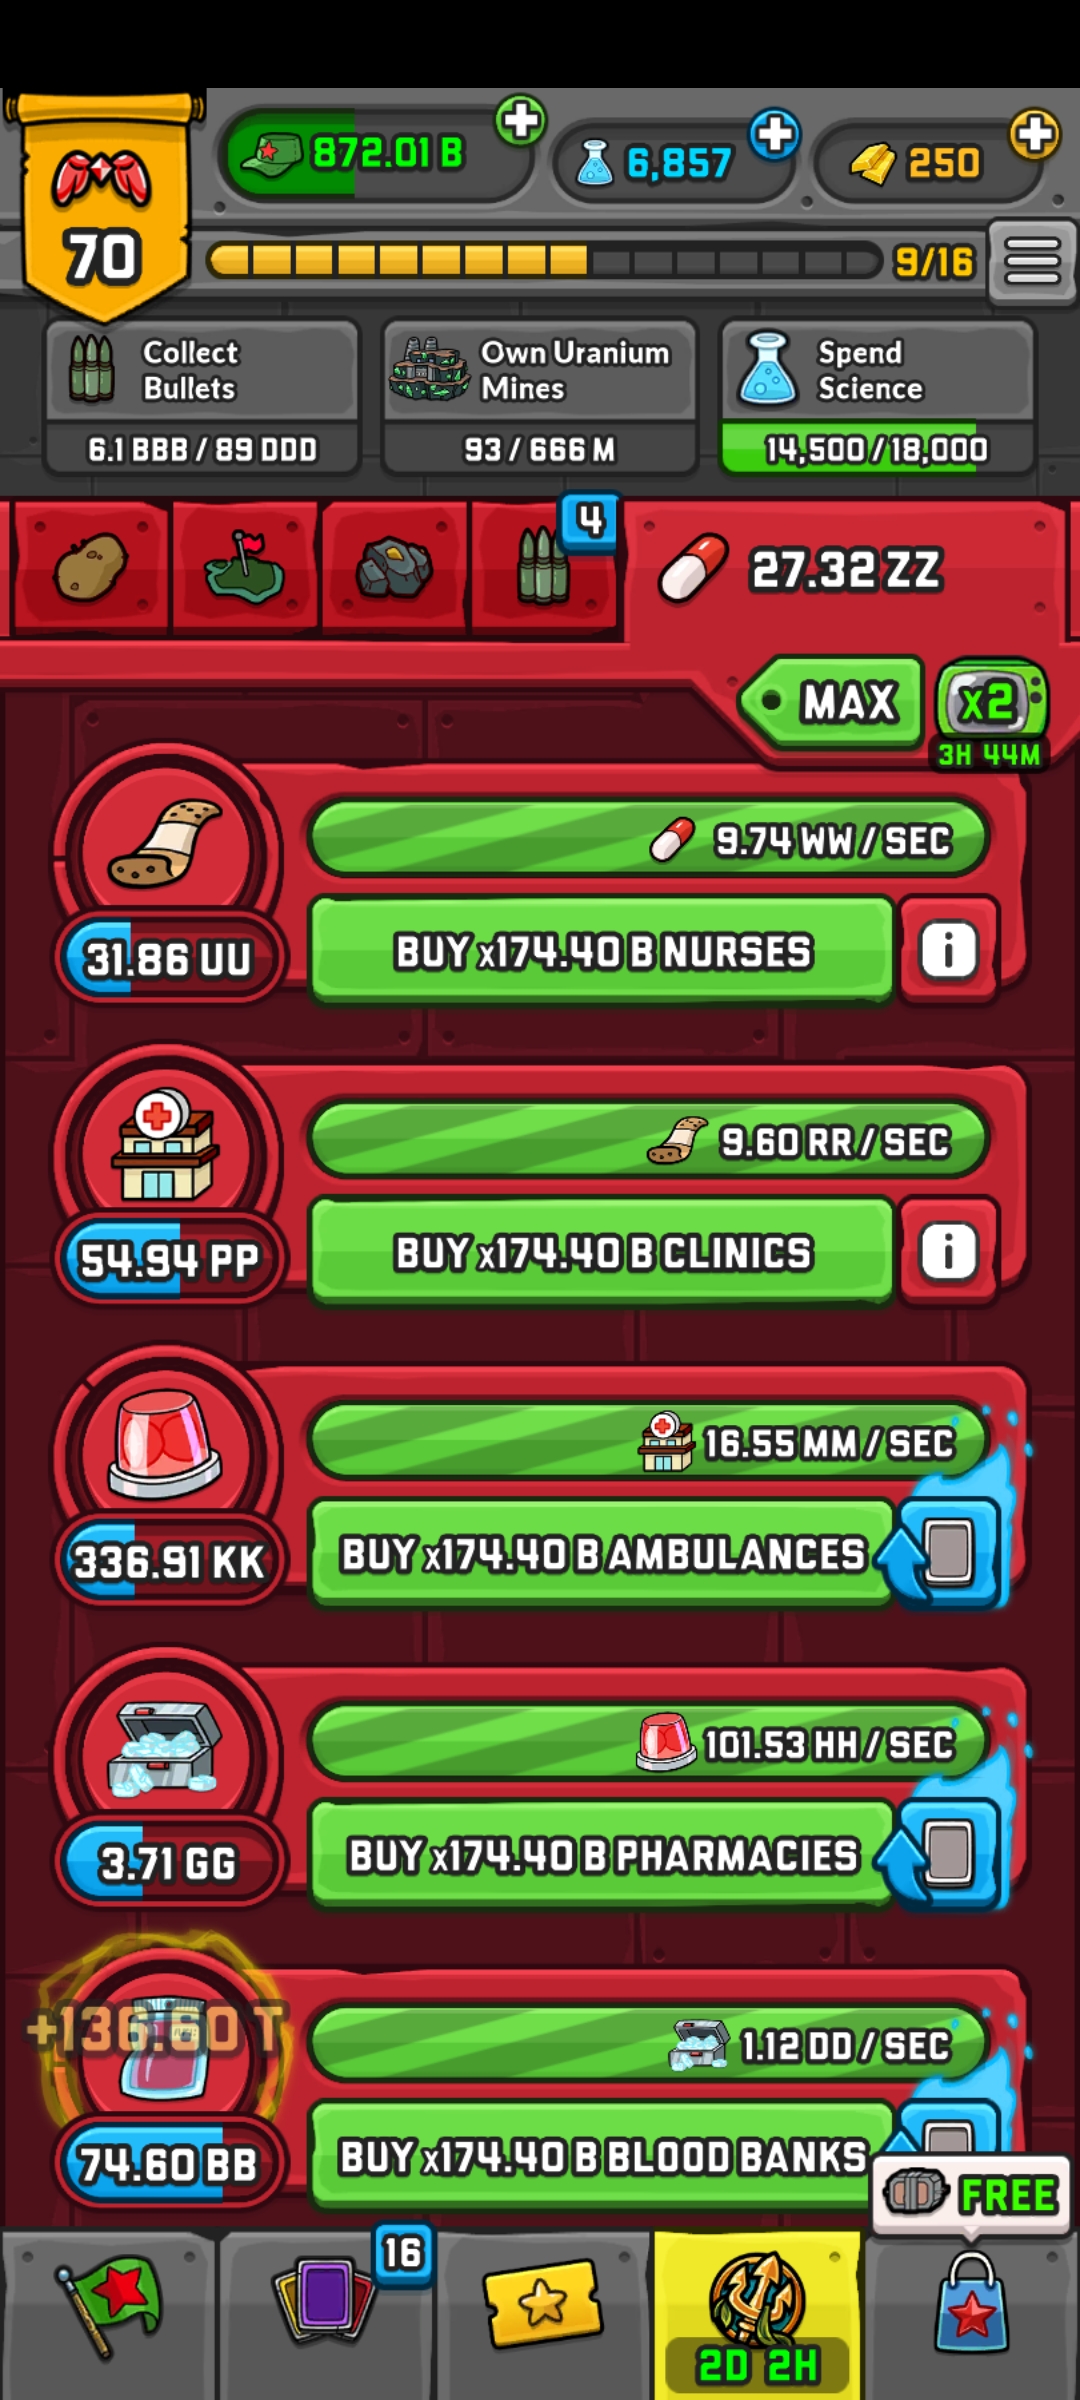 70
872.01 B
6,857
250
9/16
Collect
Bullets
6.1 BBB / 89 DDD
Own Uranium
Mines
93 / 666 M
Spend
Science
14,500 / 18,000
4
27.32 ZZ
MAX
x2
3H 44M
9.74 WW / SEC
31.86 UU
BUY x174.40 B NURSES
i
9.60 RR / SEC
54.94 PP
BUY x174.40 B CLINICS
i
16.55 MM / SEC
336.91 KK
BUY x174.40 B AMBULANCES
101.53 HH / SEC
3.71 GG
BUY x174.40 B PHARMACIES
+136.60 T
1.12 DD / SEC
74.60 BB
BUY x174.40 B BLOOD BANKS
FREE
16
2D 2H